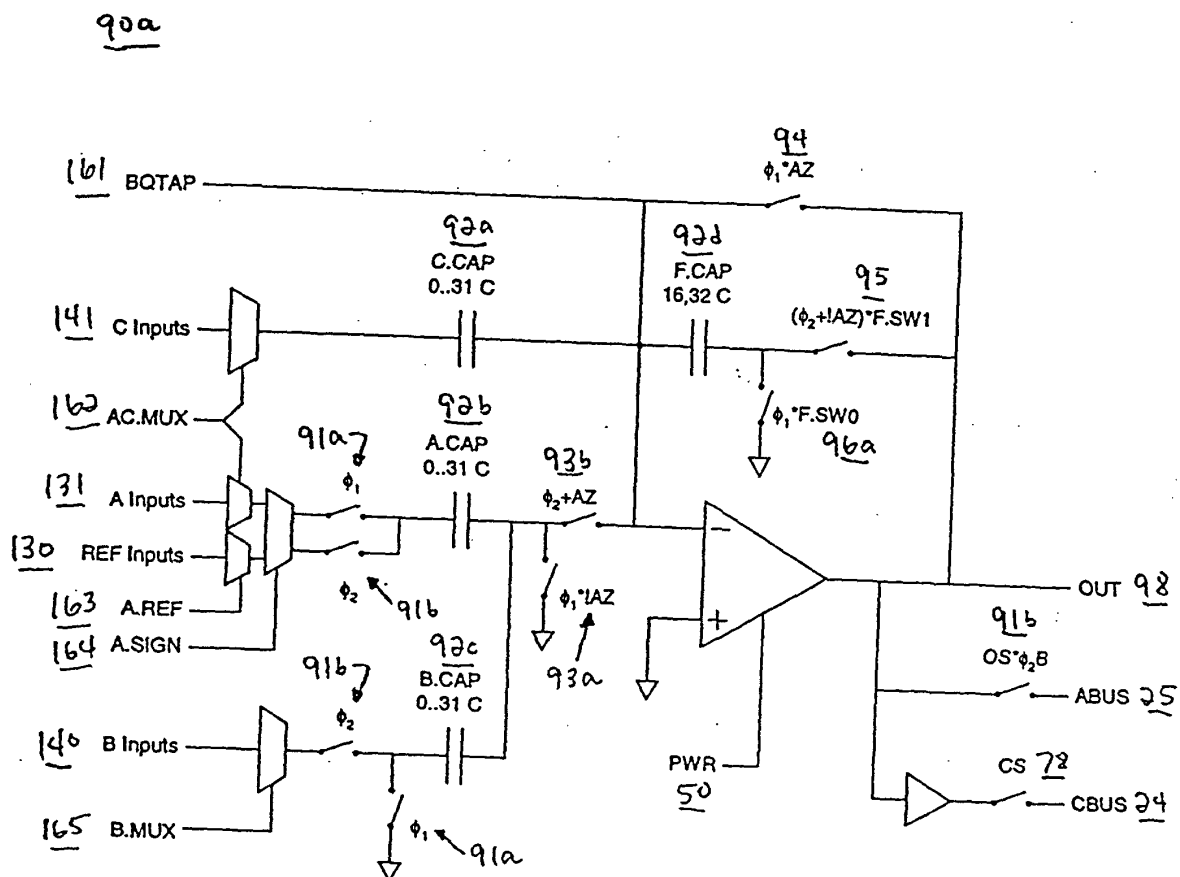 90a
94
φ₁*AZ
161 BQTAP
92a
C.CAP
0..31 C
92d
F.CAP
16,32 C
95
(φ₂+!AZ)*F.SW1
141 C Inputs
φ₁*F.SW0
96a
162 AC.MUX
92b
A.CAP
0..31 C
91a
φ₁
93b
φ₂+AZ
131 A Inputs
130 REF Inputs
φ₂
91b
163 A.REF
164 A.SIGN
φ₁*!AZ
93a
−
+
OUT 98
91b
OS*φ₂B
ABUS 25
92c
B.CAP
0..31 C
91b
φ₂
140 B Inputs
PWR
50
CS 78
CBUS 24
165 B.MUX
φ₁
91a